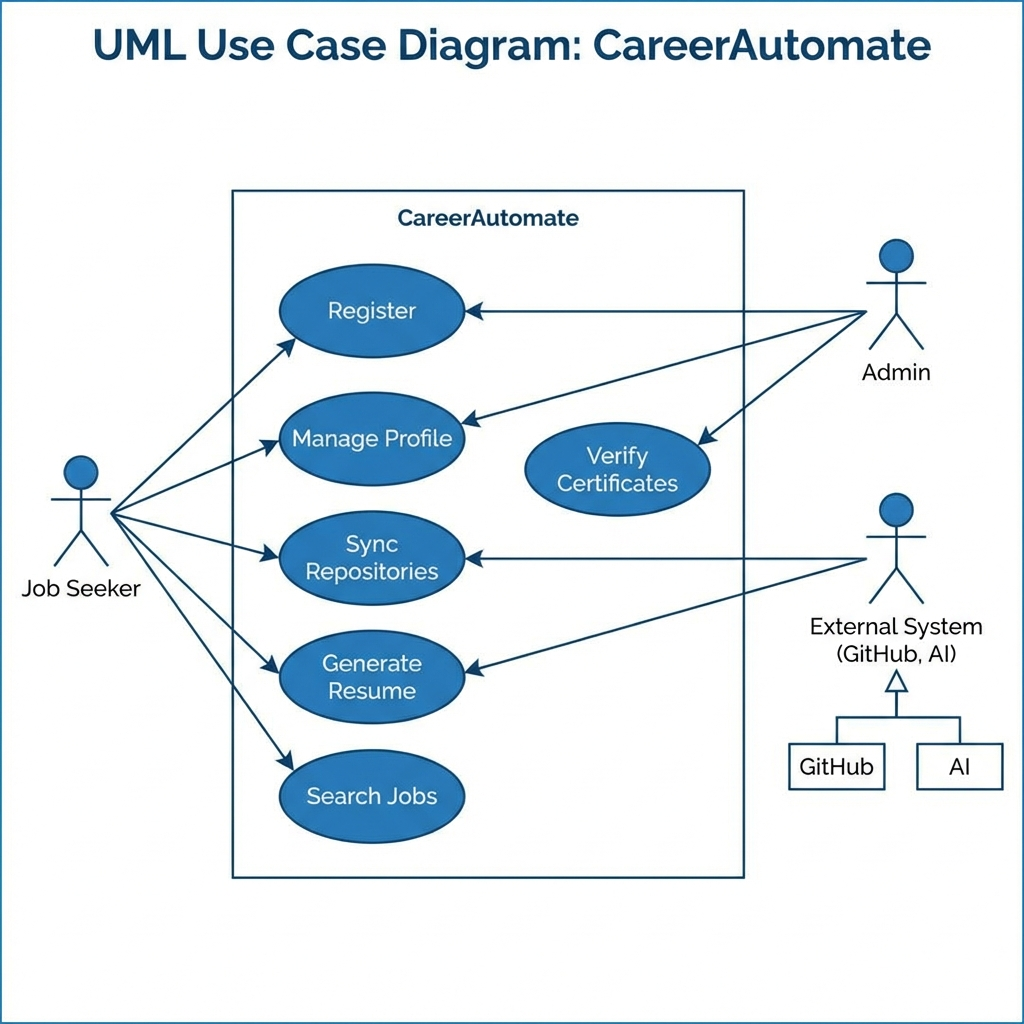 UML Use Case Diagram: CareerAutomate
CareerAutomate
Register
Manage Profile
Sync
Repositories
Generate
Resume
Search Jobs
Verify
Certificates
Job Seeker
Admin
External System
(GitHub, AI)
GitHub
AI